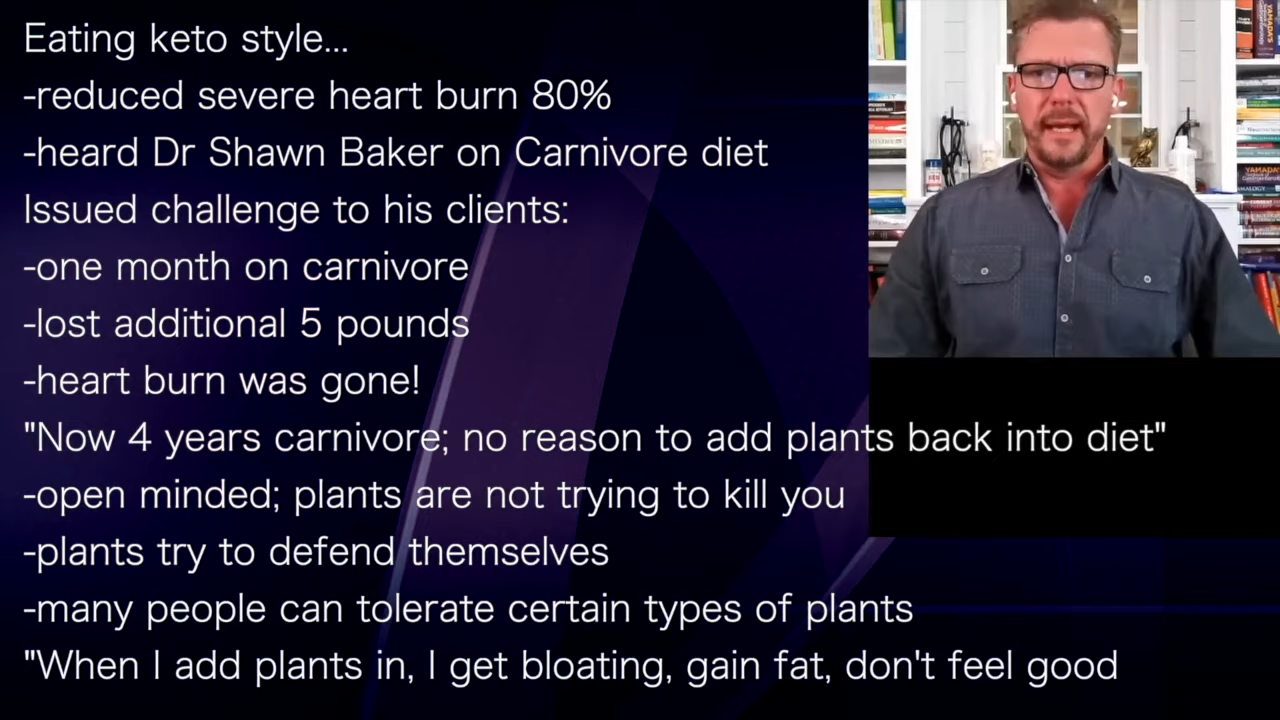 Eating keto style...
-reduced severe heart burn 80%
-heard Dr Shawn Baker on Carnivore diet
Issued challenge to his clients:
-one month on carnivore
-lost additional 5 pounds
-heart burn was gone!
"Now 4 years carnivore; no reason to add plants back into diet"
-open minded; plants are not trying to kill you
-plants try to defend themselves
-many people can tolerate certain types of plants
"When I add plants in, I get bloating, gain fat, don't feel good
YAMADA'S
YAMADA'S